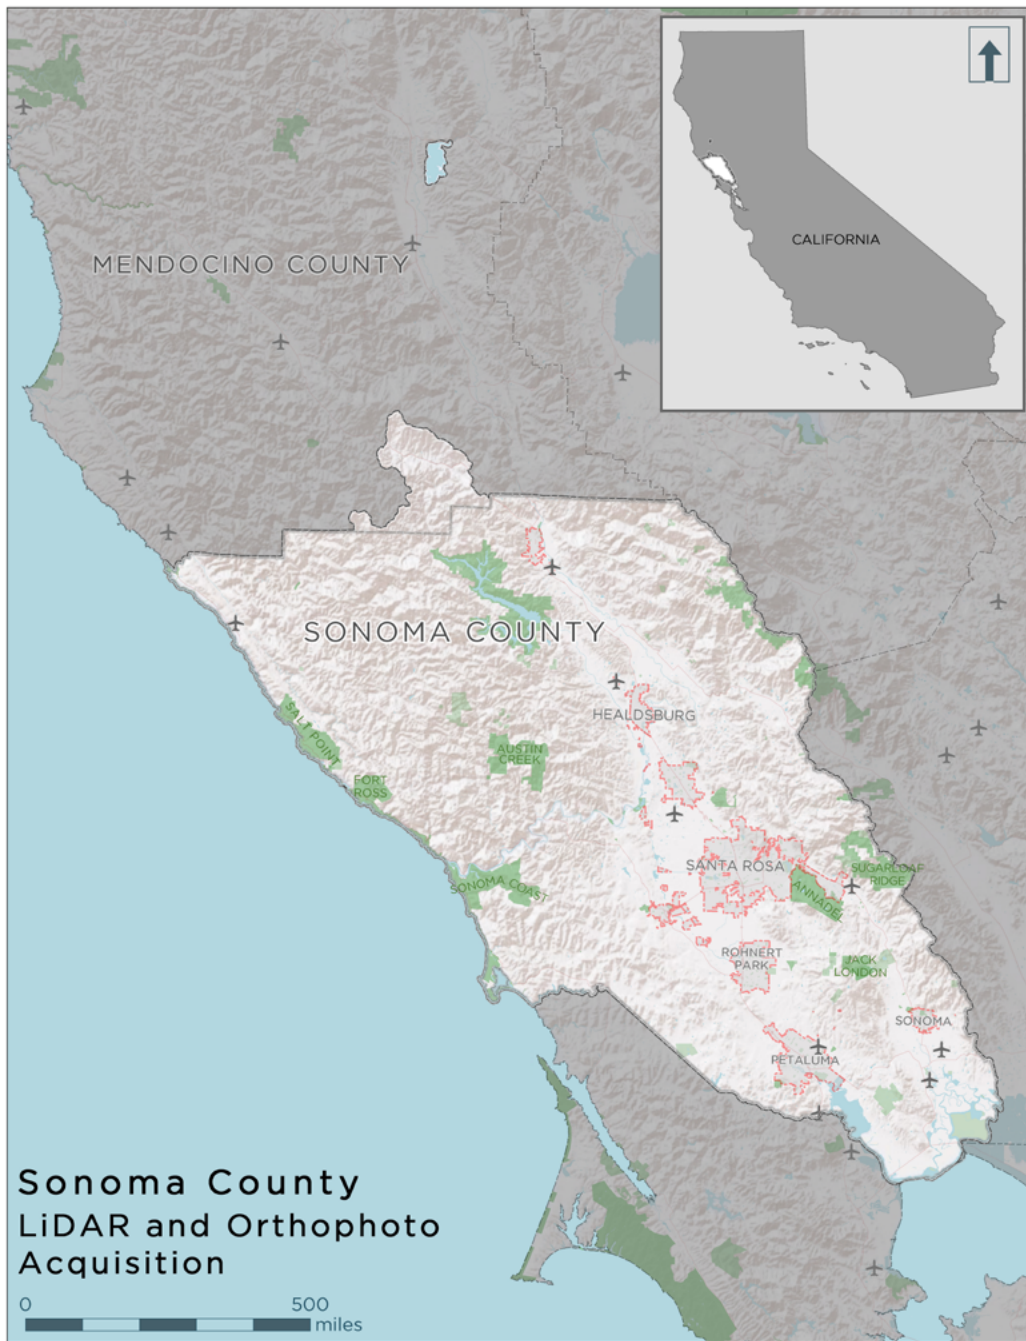 CALIFORNIA
MENDOCINO COUNTY
SONOMA COUNTY
HEALDSBURG
SALT POINT
AUSTIN
CREEK
FORT
ROSS
SANTA ROSA
SUGARLOAF
RIDGE
ANNADEL
SONOMA COAST
ROHNERT
PARK
JACK
LONDON
SONOMA
PETALUMA
Sonoma County
LiDAR and Orthophoto
Acquisition
0 500
miles